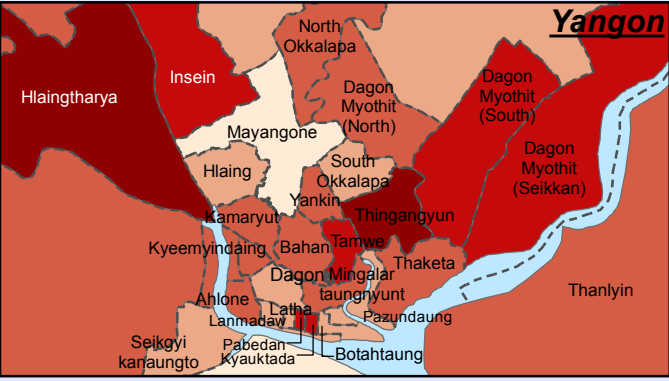 Yangon
North
Okkalapa
Insein
Hlaingtharya
Dagon
Myothit
(North)
Dagon
Myothit
(South)
Mayangone
Dagon
Myothit
(Seikkan)
Hlaing
South
Okkalapa
Yankin
Kamaryut
Thingangyun
Kyeemyindaing
Bahan
Tamwe
Thaketa
Dagon
Mingalar
taungnyunt
Thanlyin
Ahlone
Latha
Lanmadaw
Pazundaung
Seikgyi
kanaungto
Pabedan
Kyauktada
Botahtaung